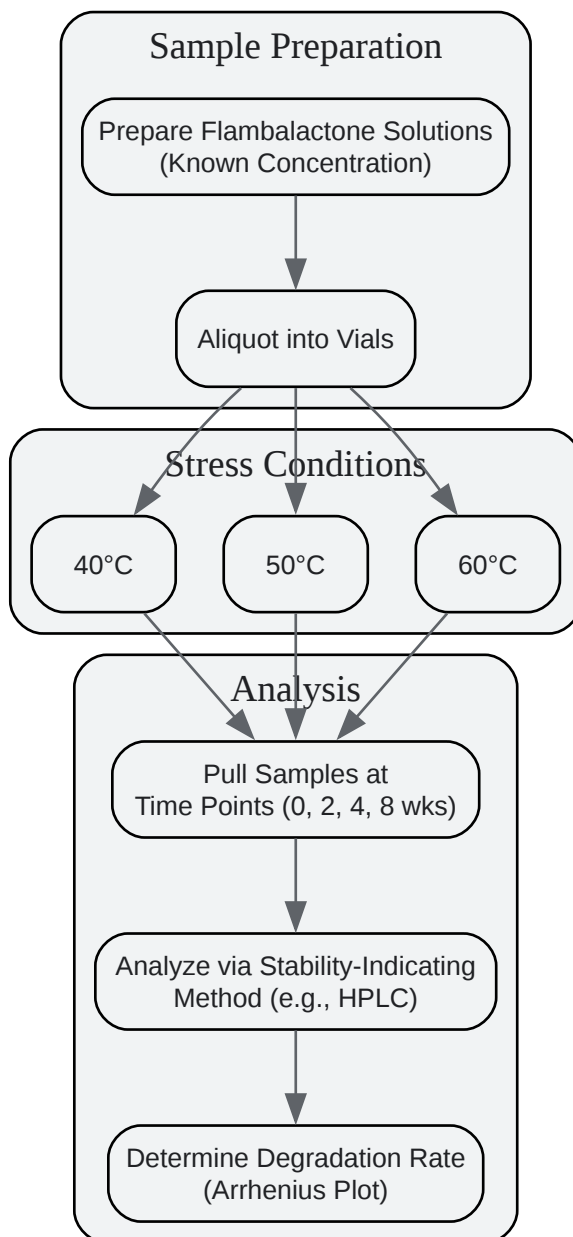 Sample Preparation
Prepare Flambalactone Solutions
(Known Concentration)
Aliquot into Vials
Stress Conditions
40°C
50°C
60°C
Analysis
Pull Samples at
Time Points (0, 2, 4, 8 wks)
Analyze via Stability-Indicating
Method (e.g., HPLC)
Determine Degradation Rate
(Arrhenius Plot)